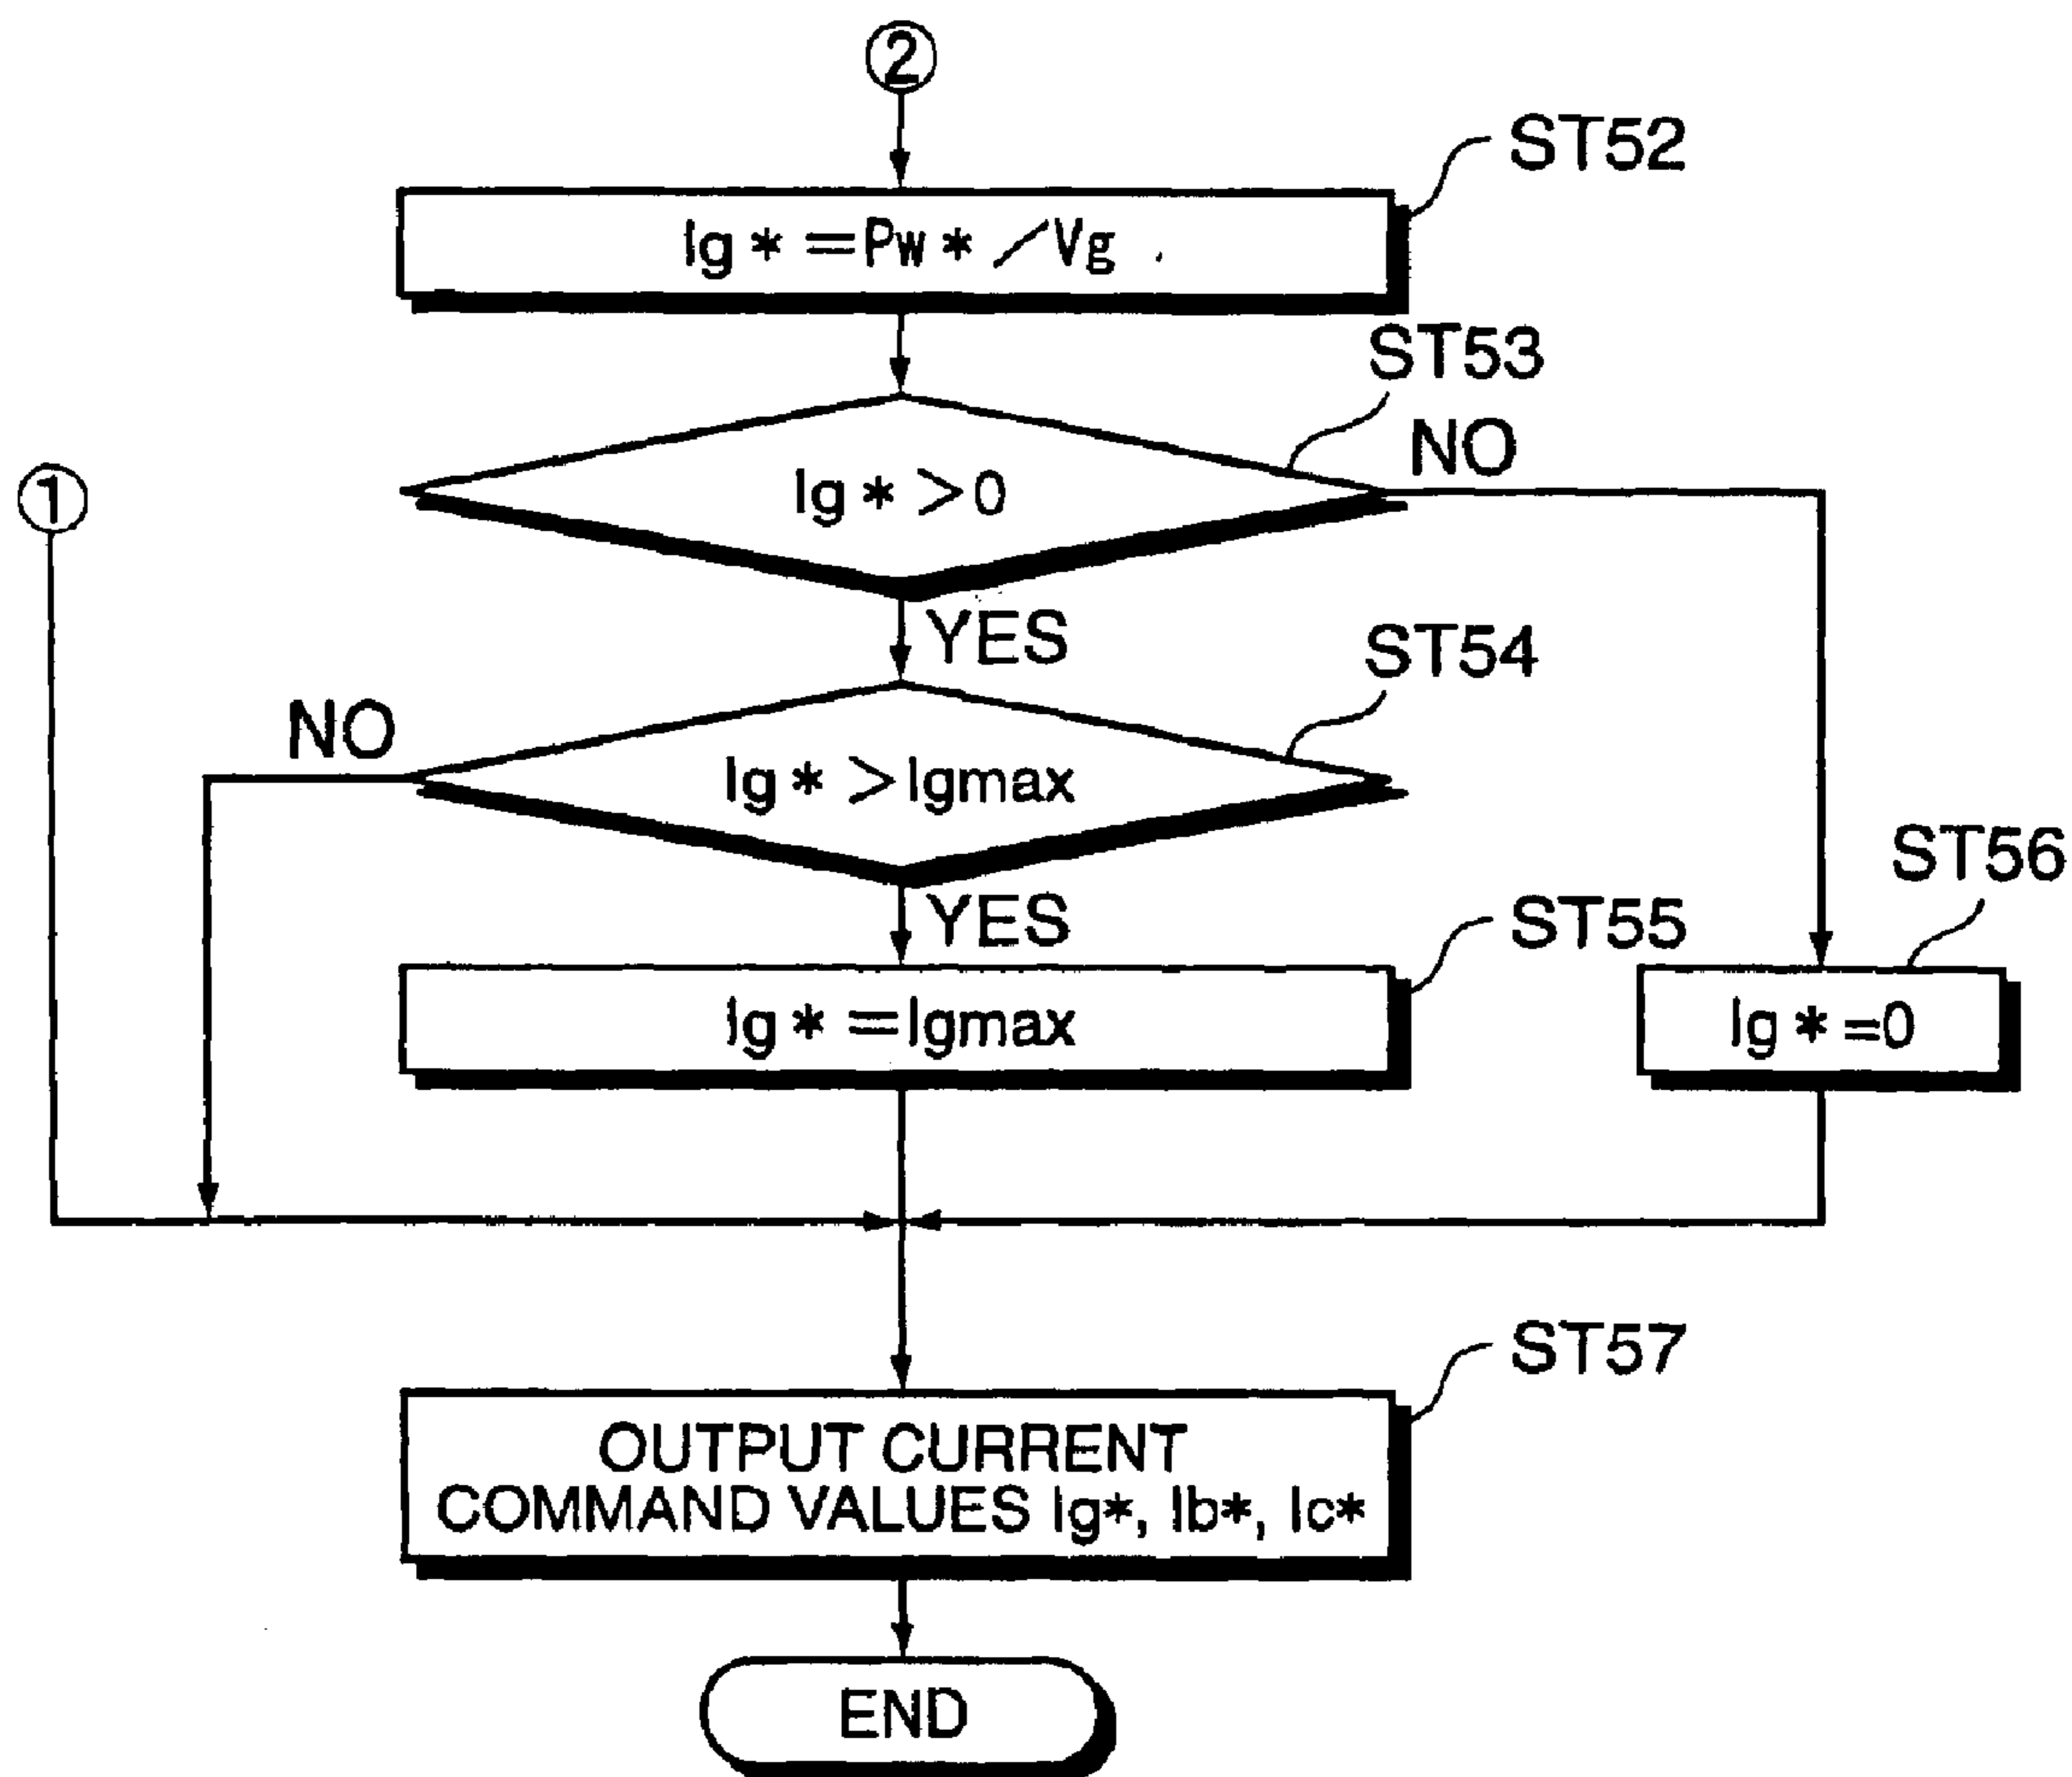 ②
ST52
Ig*=Pw*/Vg
ST53
NO
①
Ig*>0
YES
ST54
NO
Ig*>Igmax
ST56
YES
ST55
Ig*=Igmax
Ig*=0
ST57
OUTPUT CURRENT
COMMAND VALUES Ig*, Ib*, Ic*
END